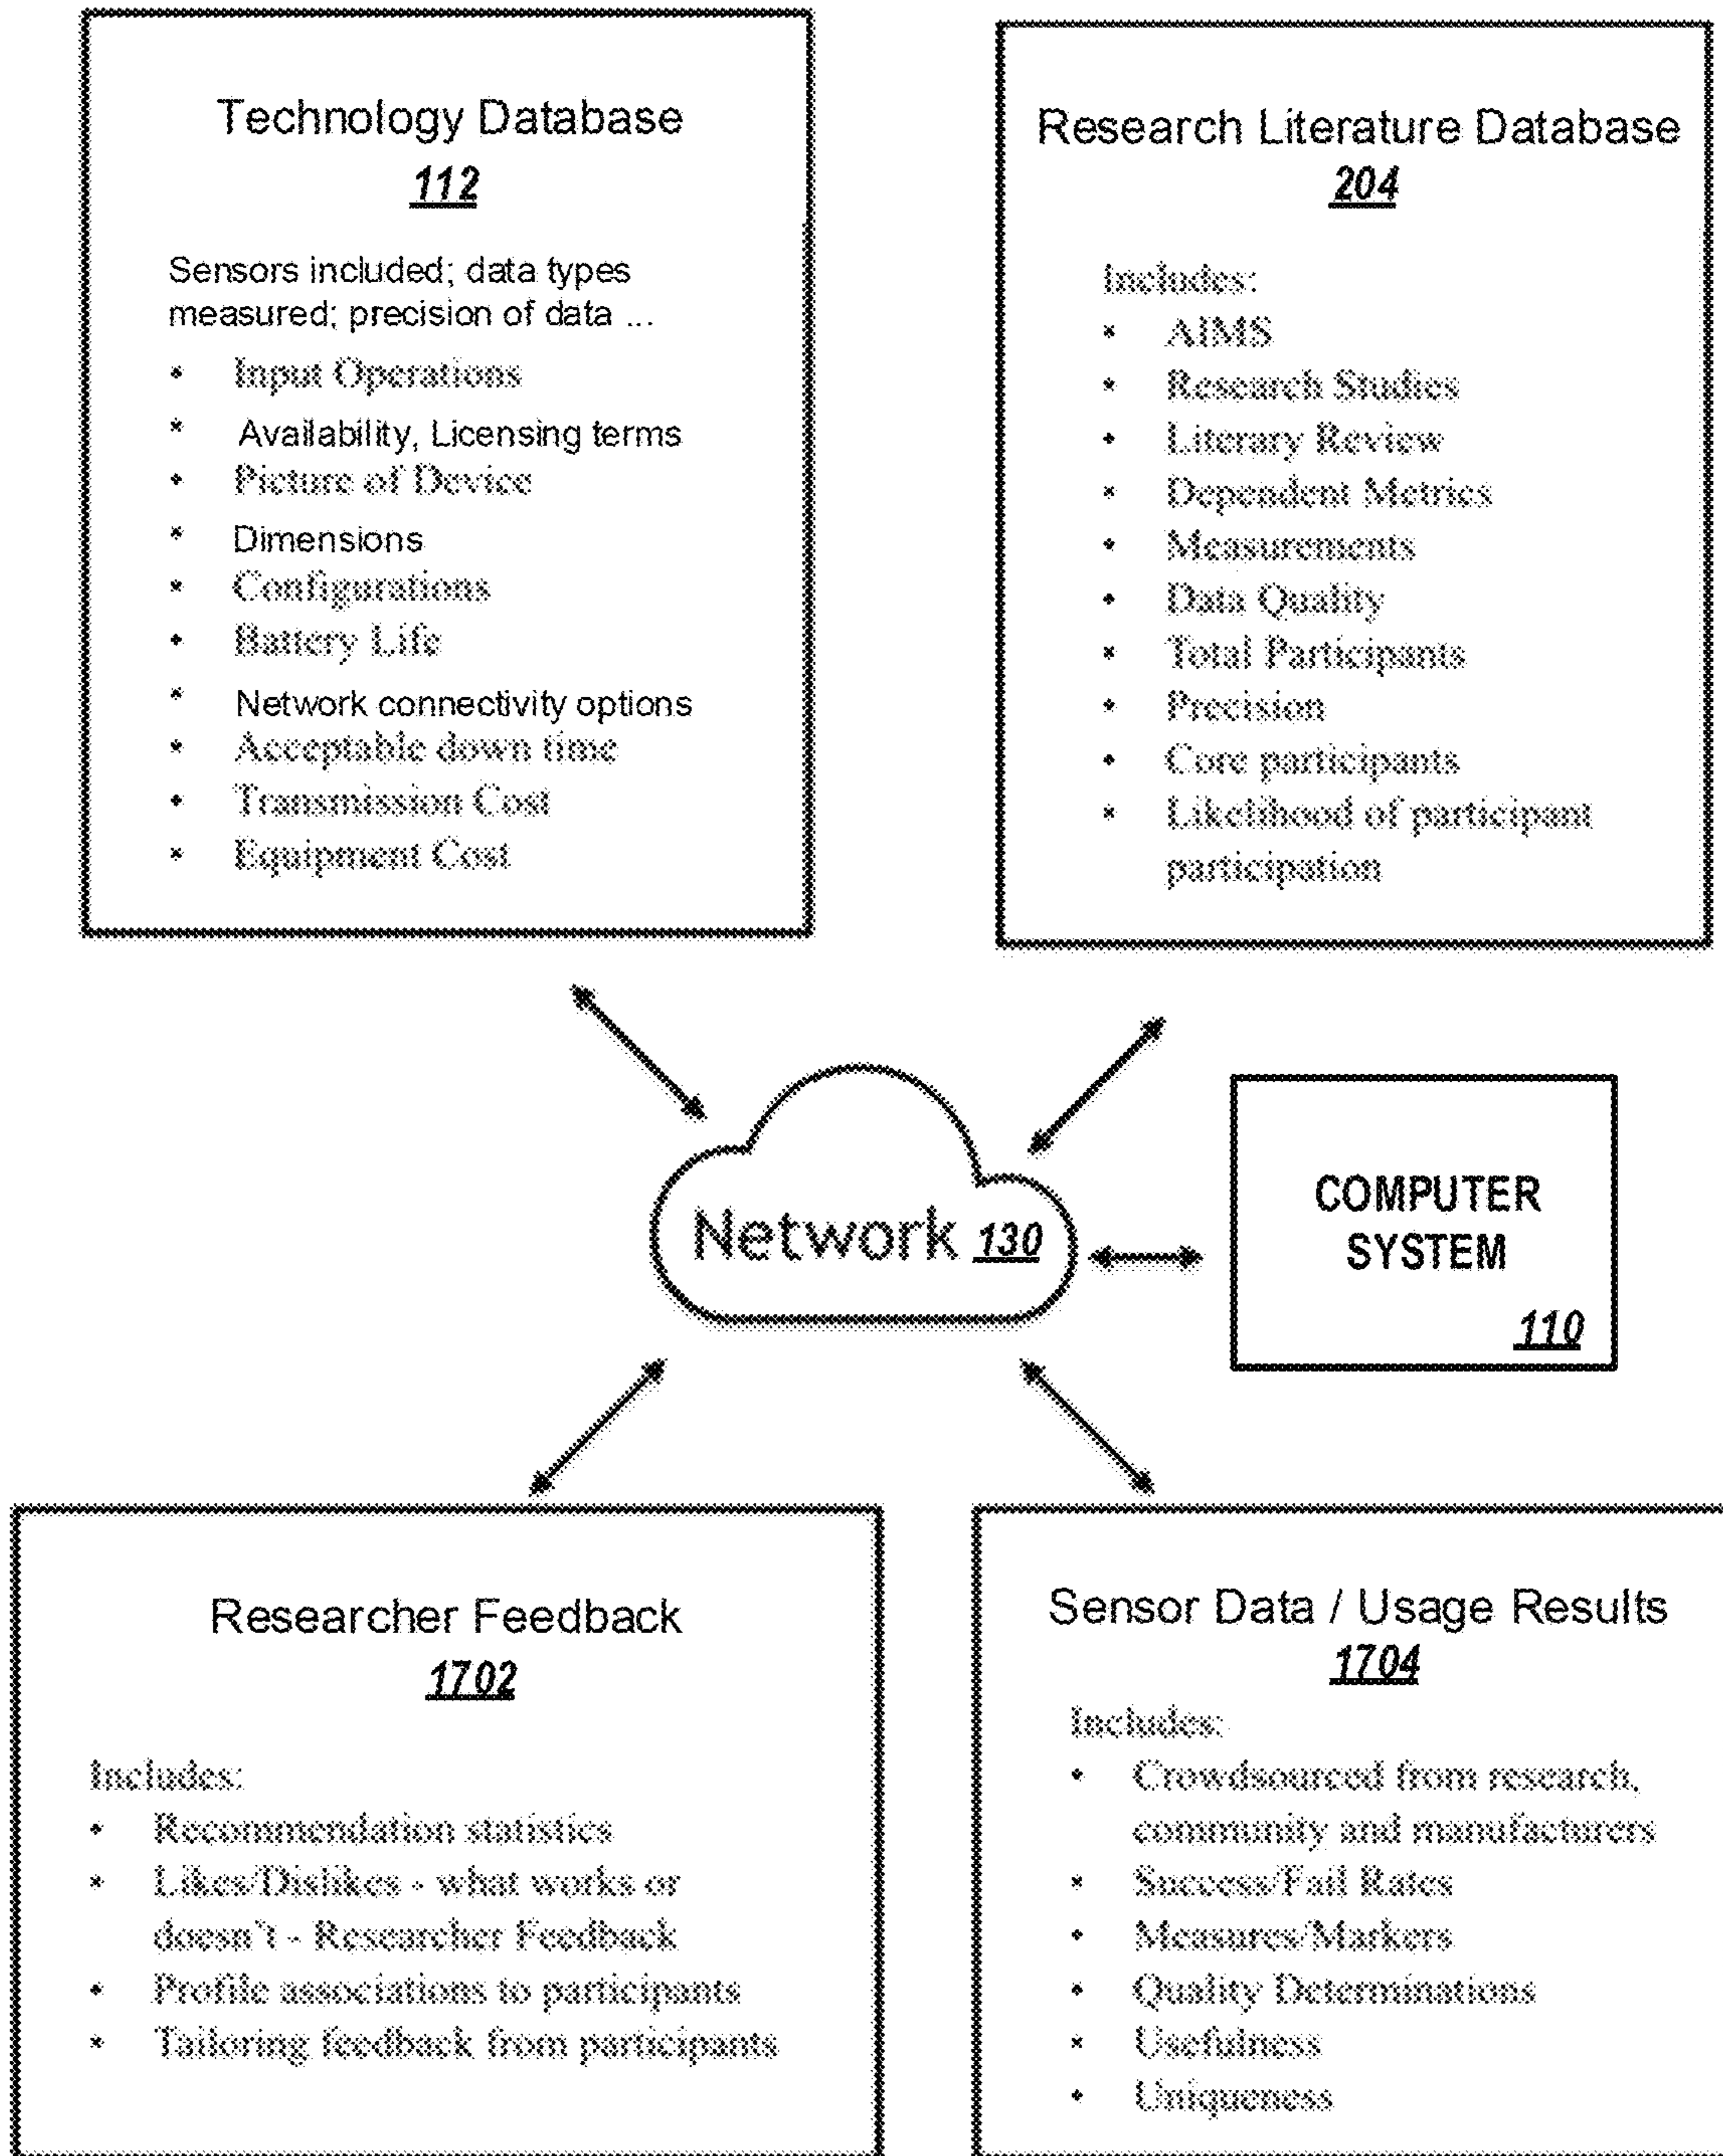 Technology Database
112
Sensors included; data types
measured; precision of data ...
• Input Operations
• Availability, Licensing terms
• Picture of Device
• Dimensions
• Configurations
• Battery Life
• Network connectivity options
• Acceptable down time
• Transmission Cost
• Equipment Cost
Research Literature Database
204
Includes:
• AIMS
• Research Studies
• Literary Review
• Dependent Metrics
• Measurements
• Data Quality
• Total Participants
• Precision
• Core participants
• Likelihood of participant
participation
Network 130
COMPUTER
SYSTEM
110
Researcher Feedback
1702
Includes:
• Recommendation statistics
• Likes/Dislikes - what works or
doesn`t - Researcher Feedback
• Profile associations to participants
• Tailoring feedback from participants
Sensor Data / Usage Results
1704
Includes:
• Crowdsourced from research,
community and manufacturers
• Success/Fail Rates
• Measures/Markers
• Quality Determinations
• Usefulness
• Uniqueness